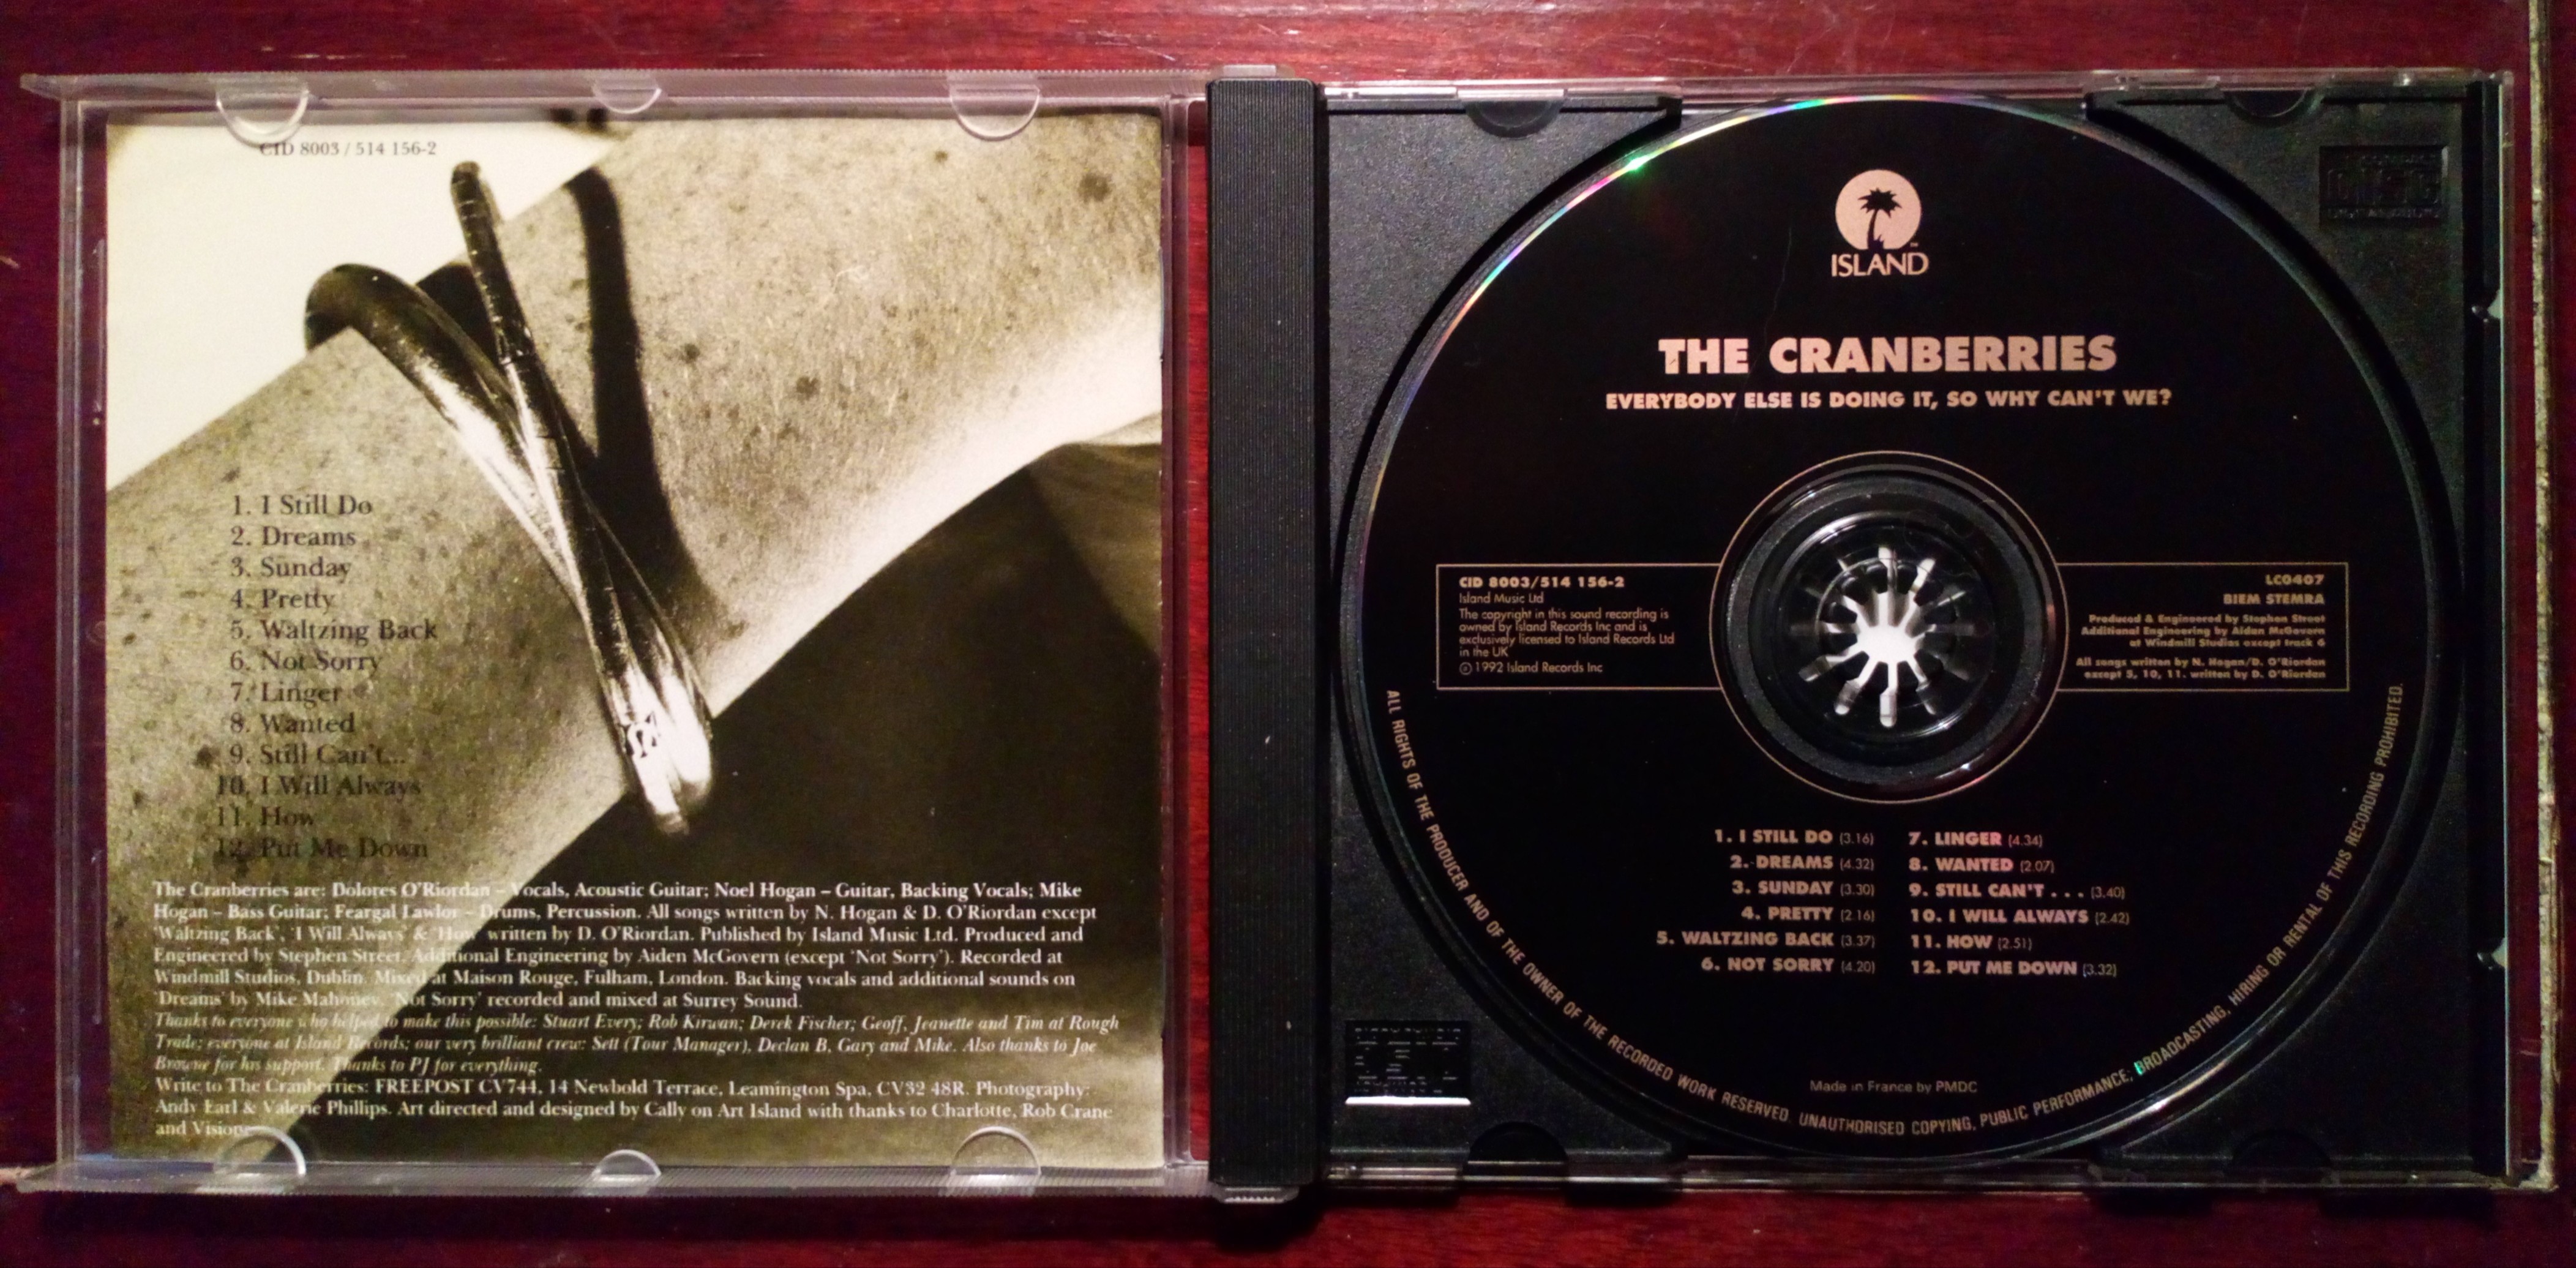 CID 8003 / 514 156-2
1. I Still Do
2. Dreams
3. Sunday
4. Pretty
5. Waltzing Back
6. Not Sorry
7. Linger
8. Wanted
9. Still Can't...
10. I Will Always
11. How
12. Put Me Down
The Cranberries are: Dolores O'Riordan – Vocals, Acoustic Guitar; Noel Hogan – Guitar, Backing Vocals; Mike
Hogan – Bass Guitar; Feargal Lawlor – Drums, Percussion. All songs written by N. Hogan & D. O'Riordan except
'Waltzing Back', 'I Will Always' & 'How' written by D. O'Riordan. Published by Island Music Ltd. Produced and
Engineered by Stephen Street. Additional Engineering by Aiden McGovern (except 'Not Sorry'). Recorded at
Windmill Studios, Dublin. Mixed at Maison Rouge, Fulham, London. Backing vocals and additional sounds on
'Dreams' by Mike Mahoney. 'Not Sorry' recorded and mixed at Surrey Sound.
Thanks to everyone who helped to make this possible: Stuart Every; Rob Kirwan; Derek Fischer; Geoff, Jeanette and Tim at Rough
Trade; everyone at Island Records; our very brilliant crew: Sett (Tour Manager), Declan B, Gary and Mike. Also thanks to Joe
Browne for his support. Thanks to PJ for everything.
Write to The Cranberries: FREEPOST CV744, 14 Newbold Terrace, Leamington Spa, CV32 48R. Photography:
Andy Earl & Valerie Phillips. Art directed and designed by Cally on Art Island with thanks to Charlotte, Rob Crane
and
ISLAND
THE CRANBERRIES
EVERYBODY ELSE IS DOING IT, SO WHY CAN'T WE?
CID 8003/514 156-2
Island Music Ltd
The copyright in this sound recording is
owned by Island Records Inc and is
exclusively licensed to Island Records Ltd
in the UK
℗ 1992 Island Records Inc
LC0407
BIEM STEMRA
Produced & Engineered by Stephen Street
Additional Engineering by Aidan McGovern
at Windmill Studios except track 6
All songs written by N. Hogan/D. O'Riordan
except 5, 10, 11. written by D. O'Riordan
1. I STILL DO (3.16)
2. DREAMS (4.32)
3. SUNDAY (3.30)
4. PRETTY (2.16)
5. WALTZING BACK (3.37)
6. NOT SORRY (4.20)
7. LINGER (4.34)
8. WANTED (2.07)
9. STILL CAN'T . . . (3.40)
10. I WILL ALWAYS (2.42)
11. HOW (2.51)
12. PUT ME DOWN (3.32)
Made in France by PMDC
ALL RIGHTS OF THE PRODUCER AND OF THE OWNER OF THE RECORDED WORK RESERVED. UNAUTHORISED COPYING, PUBLIC PERFORMANCE, BROADCASTING, HIRING OR RENTAL OF THIS RECORDING PROHIBITED.